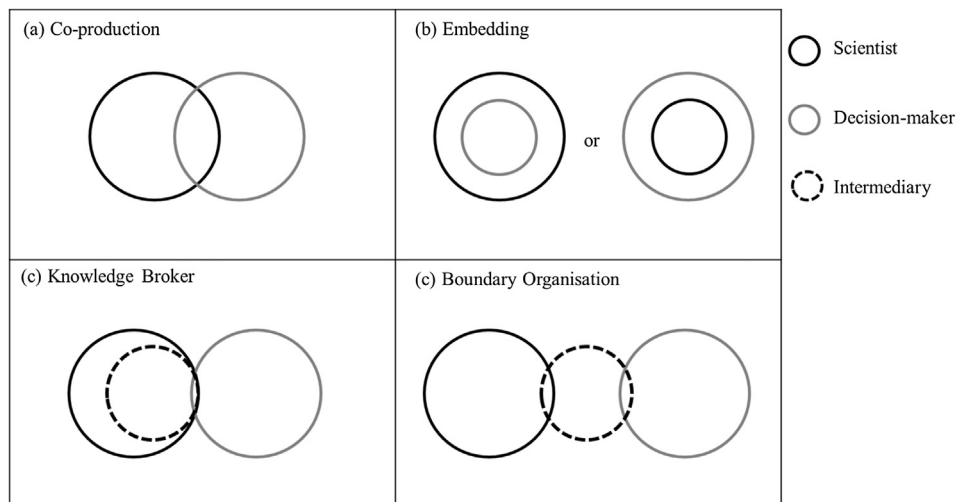 (a) Co-production
(b) Embedding
or
Scientist
Decision-maker
Intermediary
(c) Knowledge Broker
(c) Boundary Organisation